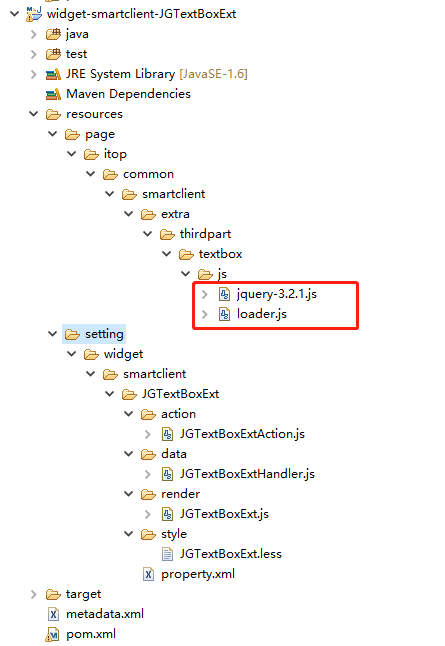 widget-smartclient-JGTextBoxExt
java
test
JRE System Library [JavaSE-1.6]
Maven Dependencies
resources
page
itop
common
smartclient
extra
thirdpart
textbox
js
jquery-3.2.1.js
loader.js
setting
widget
smartclient
JGTextBoxExt
action
JGTextBoxExtAction.js
data
JGTextBoxExtHandler.js
render
JGTextBoxExt.js
style
JGTextBoxExt.less
property.xml
target
metadata.xml
pom.xml